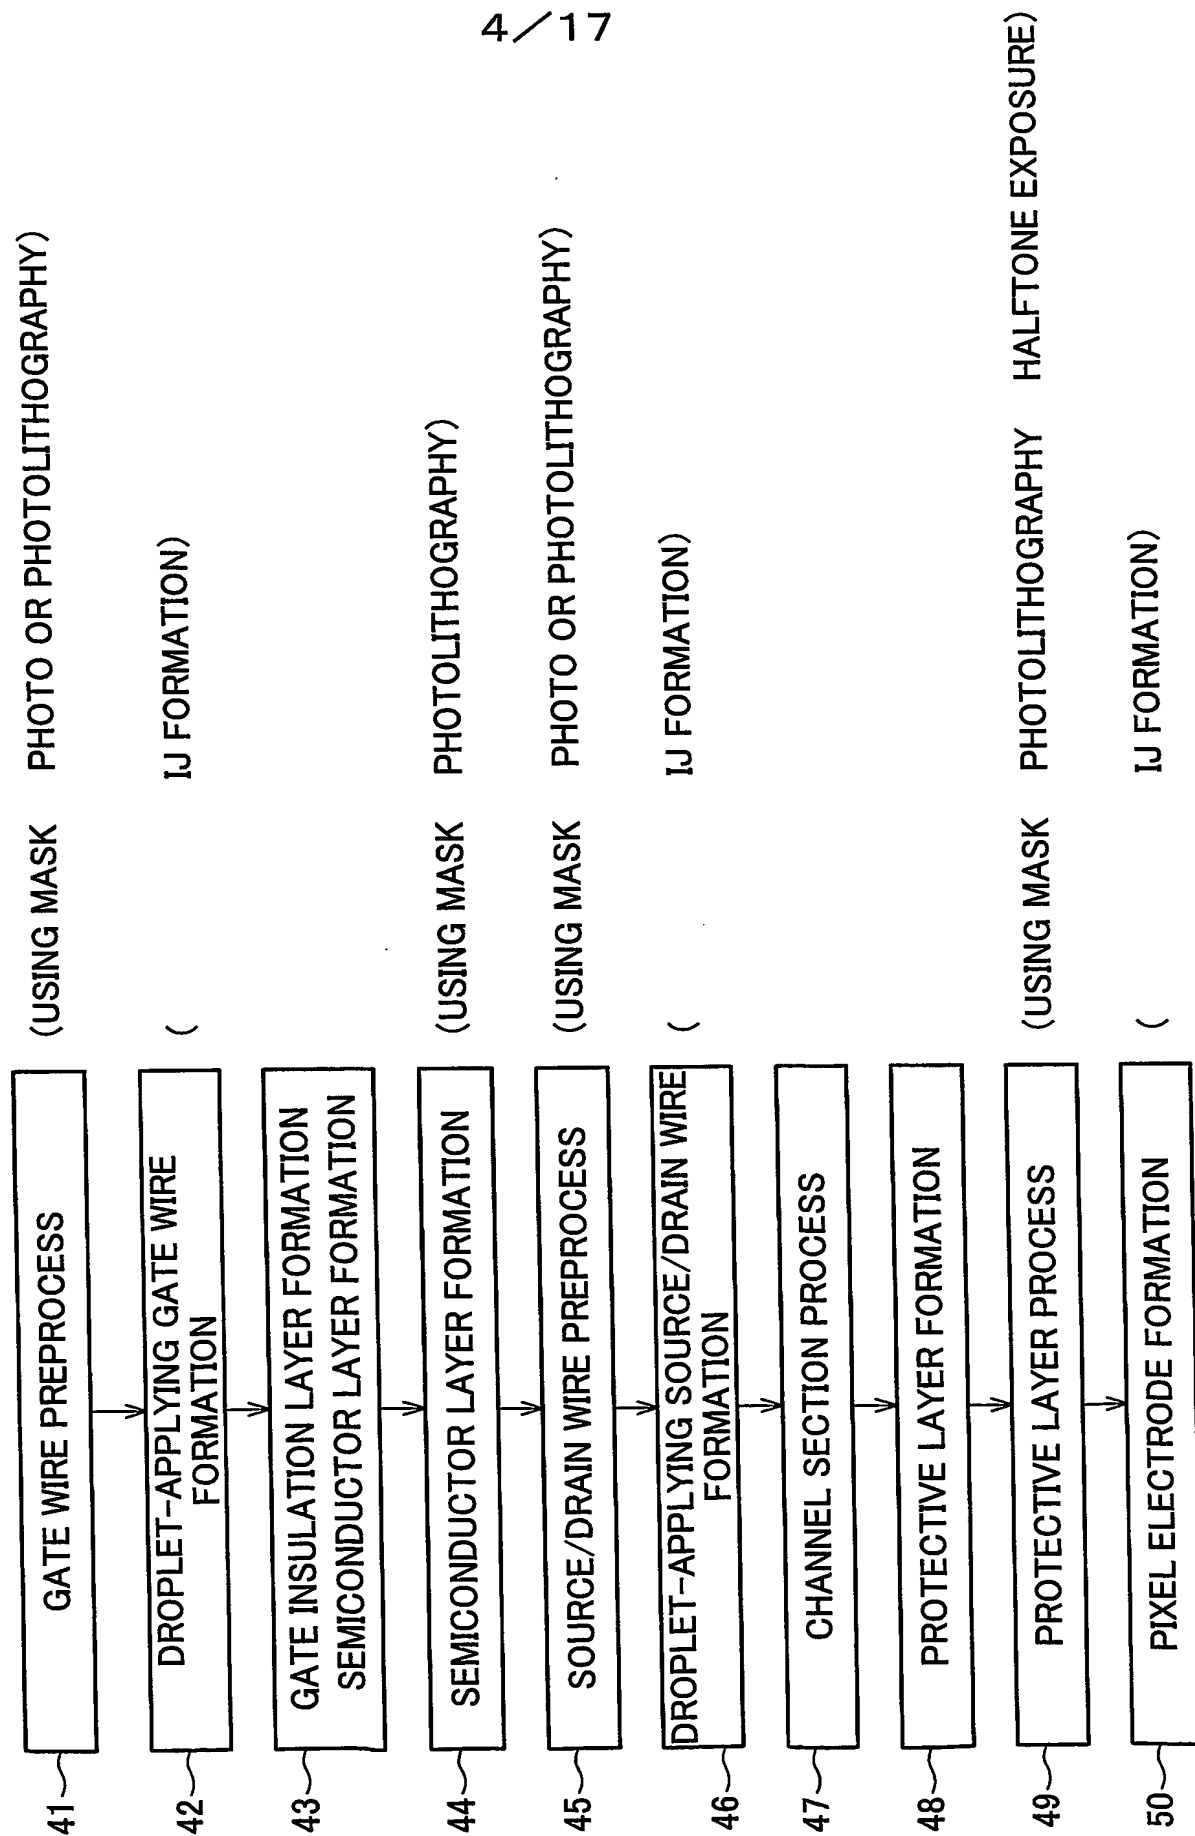 4/17
41 GATE WIRE PREPROCESS (USING MASK PHOTO OR PHOTOLITHOGRAPHY)
42 DROPLET-APPLYING GATE WIRE
FORMATION ( IJ FORMATION)
43 GATE INSULATION LAYER FORMATION
SEMICONDUCTOR LAYER FORMATION
44 SEMICONDUCTOR LAYER FORMATION (USING MASK PHOTOLITHOGRAPHY)
45 SOURCE/DRAIN WIRE PREPROCESS (USING MASK PHOTO OR PHOTOLITHOGRAPHY)
46 DROPLET-APPLYING SOURCE/DRAIN WIRE
FORMATION ( IJ FORMATION)
47 CHANNEL SECTION PROCESS
48 PROTECTIVE LAYER FORMATION
49 PROTECTIVE LAYER PROCESS (USING MASK PHOTOLITHOGRAPHY HALFTONE EXPOSURE)
50 PIXEL ELECTRODE FORMATION ( IJ FORMATION)